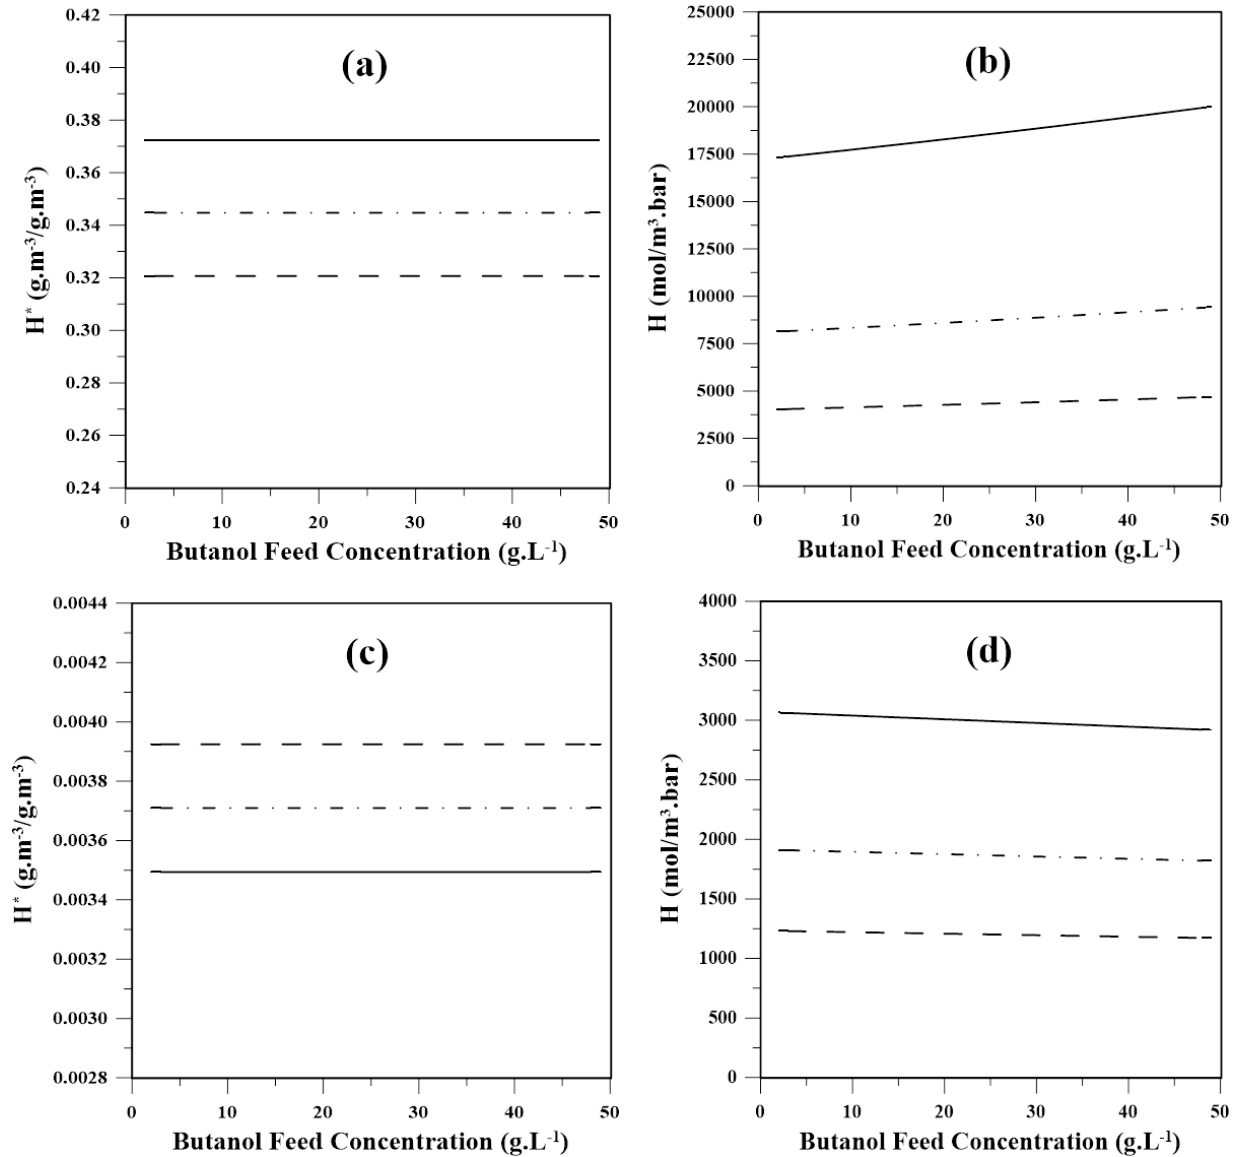 (a)
0.42
0.40
0.38
0.36
0.34
0.32
0.30
0.28
0.26
0.24
H* (g.m⁻³/g.m⁻³)
0 10 20 30 40 50
Butanol Feed Concentration (g.L⁻¹)
(b)
25000
22500
20000
17500
15000
12500
10000
7500
5000
2500
0
H (mol/m³.bar)
0 10 20 30 40 50
Butanol Feed Concentration (g.L⁻¹)
(c)
0.0044
0.0042
0.0040
0.0038
0.0036
0.0034
0.0032
0.0030
0.0028
H* (g.m⁻³/g.m⁻³)
0 10 20 30 40 50
Butanol Feed Concentration (g.L⁻¹)
(d)
4000
3500
3000
2500
2000
1500
1000
500
0
H (mol/m³.bar)
0 10 20 30 40 50
Butanol Feed Concentration (g.L⁻¹)